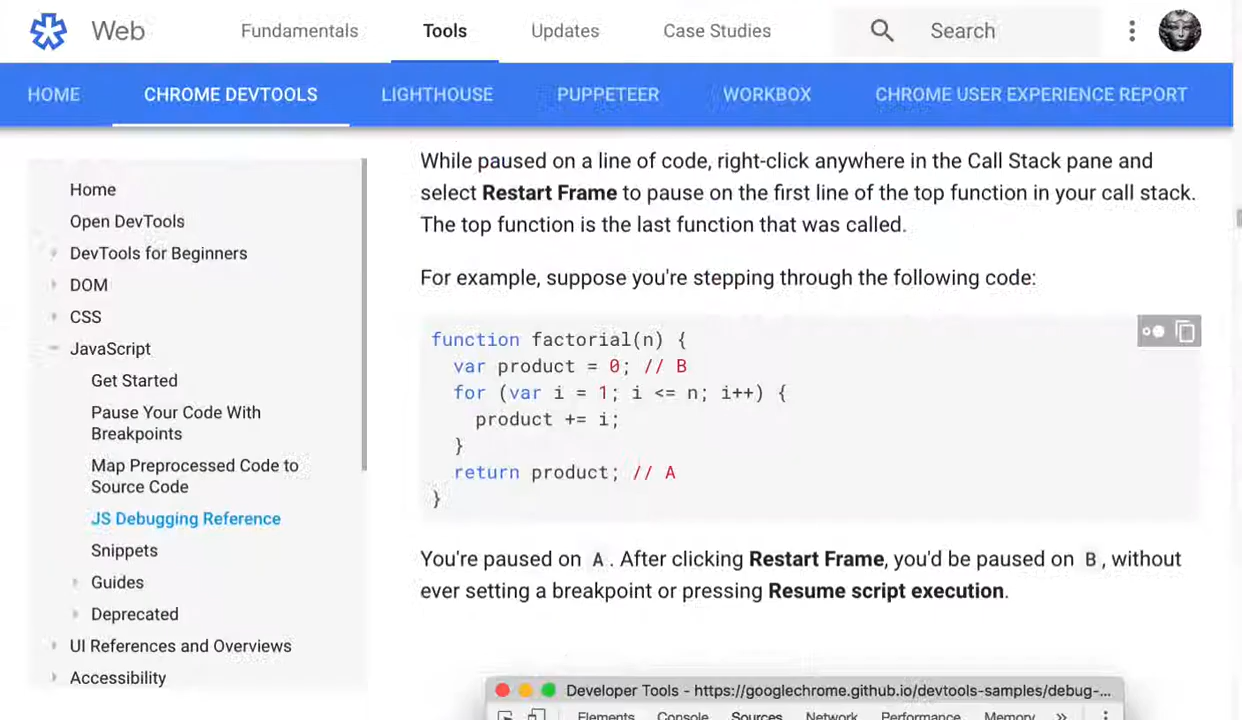 Web Fundamentals Tools Updates Case Studies Search
HOME CHROME DEVTOOLS LIGHTHOUSE PUPPETEER WORKBOX CHROME USER EXPERIENCE REPORT
Home
Open DevTools
DevTools for Beginners
DOM
CSS
JavaScript
Get Started
Pause Your Code With
Breakpoints
Map Preprocessed Code to
Source Code
JS Debugging Reference
Snippets
Guides
Deprecated
UI References and Overviews
Accessibility
While paused on a line of code, right-click anywhere in the Call Stack pane and
select Restart Frame to pause on the first line of the top function in your call stack.
The top function is the last function that was called.
For example, suppose you're stepping through the following code:
function factorial(n) {
  var product = 0; // B
  for (var i = 1; i <= n; i++) {
    product += i;
  }
  return product; // A
}
You're paused on A. After clicking Restart Frame, you'd be paused on B, without
ever setting a breakpoint or pressing Resume script execution.
Developer Tools - https://googlechrome.github.io/devtools-samples/debug-...
Elements Console Sources Network Performance Memory »